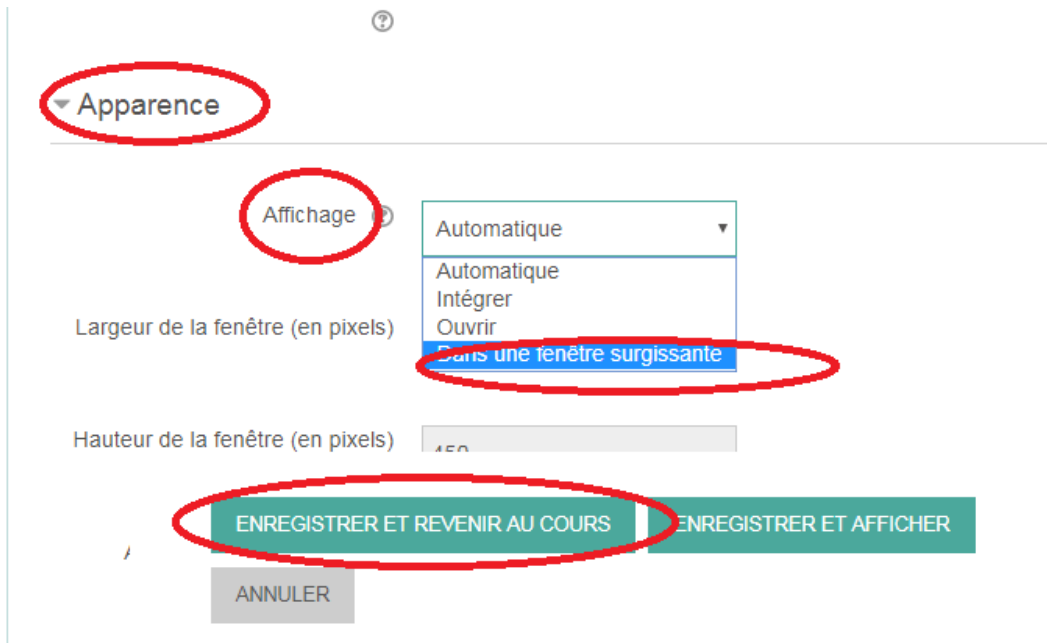 Apparence
Affichage
Automatique
Automatique
Intégrer
Ouvrir
Dans une fenêtre surgissante
Largeur de la fenêtre (en pixels)
Hauteur de la fenêtre (en pixels)
450
ENREGISTRER ET REVENIR AU COURS
ENREGISTRER ET AFFICHER
ANNULER